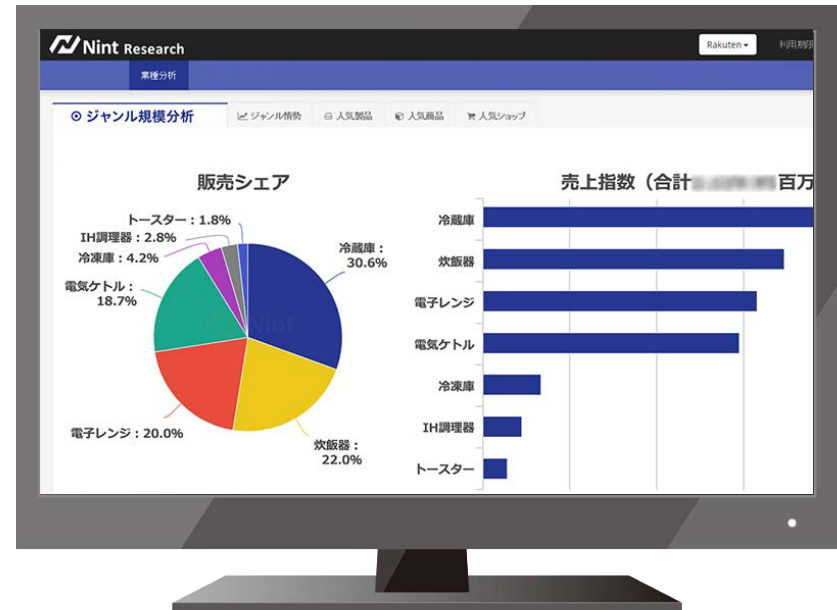 Nint Research
Rakuten
利用期限
業種分析
ジャンル規模分析
ジャンル情勢
人気製品
人気商品
人気ショップ
販売シェア
トースター:1.8%
IH調理器:2.8%
冷凍庫:4.2%
電気ケトル:
18.7%
冷蔵庫:
30.6%
電子レンジ:20.0%
炊飯器:
22.0%
Nint
売上指数(合計 百万
冷蔵庫
炊飯器
電子レンジ
電気ケトル
冷凍庫
IH調理器
トースター